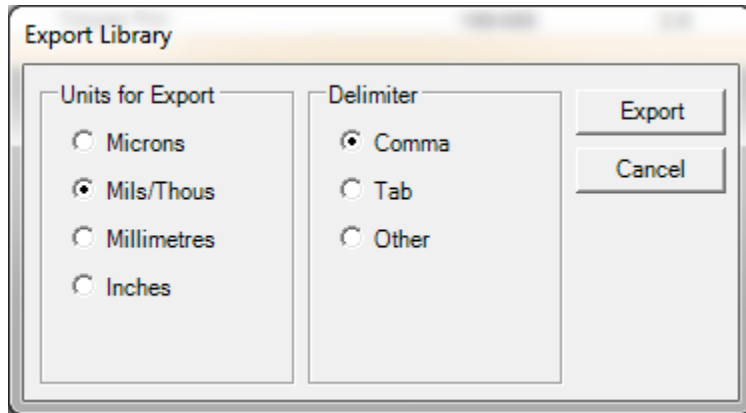 Export Library
Units for Export
Microns
Mils/Thous
Millimetres
Inches
Delimiter
Comma
Tab
Other
Export
Cancel